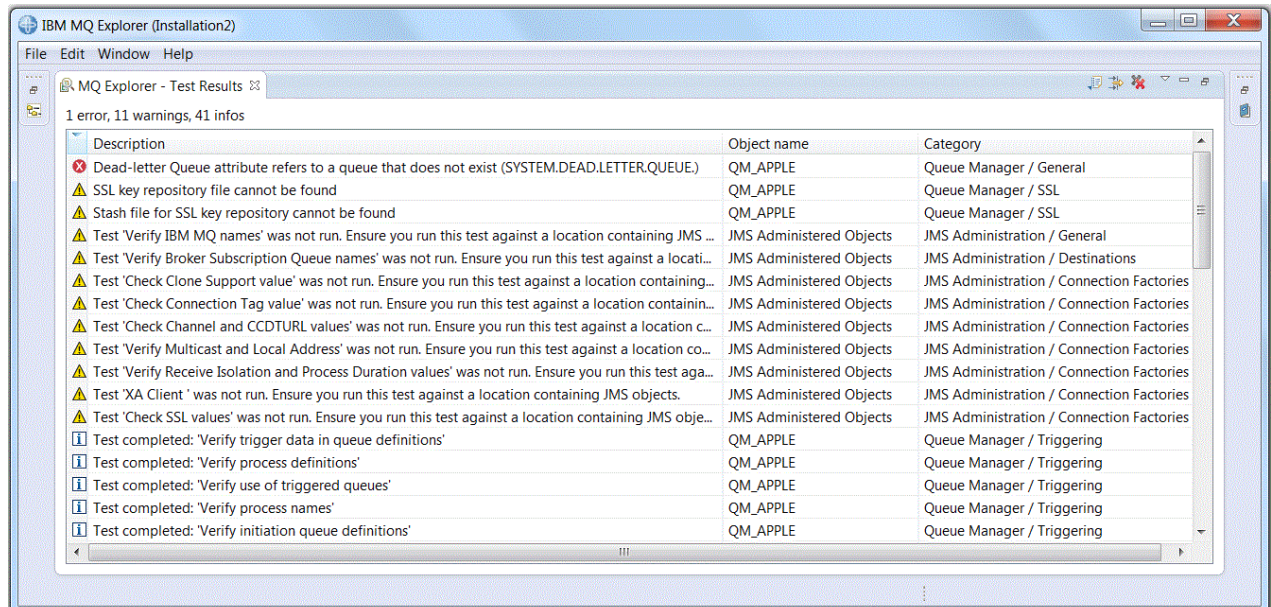 IBM MQ Explorer (Installation2)
File Edit Window Help
MQ Explorer - Test Results
1 error, 11 warnings, 41 infos
Description Object name Category
Dead-letter Queue attribute refers to a queue that does not exist (SYSTEM.DEAD.LETTER.QUEUE.) QM_APPLE Queue Manager / General
SSL key repository file cannot be found QM_APPLE Queue Manager / SSL
Stash file for SSL key repository cannot be found QM_APPLE Queue Manager / SSL
Test 'Verify IBM MQ names' was not run. Ensure you run this test against a location containing JMS ... JMS Administered Objects JMS Administration / General
Test 'Verify Broker Subscription Queue names' was not run. Ensure you run this test against a locati... JMS Administered Objects JMS Administration / Destinations
Test 'Check Clone Support value' was not run. Ensure you run this test against a location containing... JMS Administered Objects JMS Administration / Connection Factories
Test 'Check Connection Tag value' was not run. Ensure you run this test against a location containin... JMS Administered Objects JMS Administration / Connection Factories
Test 'Check Channel and CCDTURL values' was not run. Ensure you run this test against a location c... JMS Administered Objects JMS Administration / Connection Factories
Test 'Verify Multicast and Local Address' was not run. Ensure you run this test against a location co... JMS Administered Objects JMS Administration / Connection Factories
Test 'Verify Receive Isolation and Process Duration values' was not run. Ensure you run this test aga... JMS Administered Objects JMS Administration / Connection Factories
Test 'XA Client ' was not run. Ensure you run this test against a location containing JMS objects. JMS Administered Objects JMS Administration / Connection Factories
Test 'Check SSL values' was not run. Ensure you run this test against a location containing JMS obje... JMS Administered Objects JMS Administration / Connection Factories
Test completed: 'Verify trigger data in queue definitions' QM_APPLE Queue Manager / Triggering
Test completed: 'Verify process definitions' QM_APPLE Queue Manager / Triggering
Test completed: 'Verify use of triggered queues' QM_APPLE Queue Manager / Triggering
Test completed: 'Verify process names' QM_APPLE Queue Manager / Triggering
Test completed: 'Verify initiation queue definitions' QM_APPLE Queue Manager / Triggering